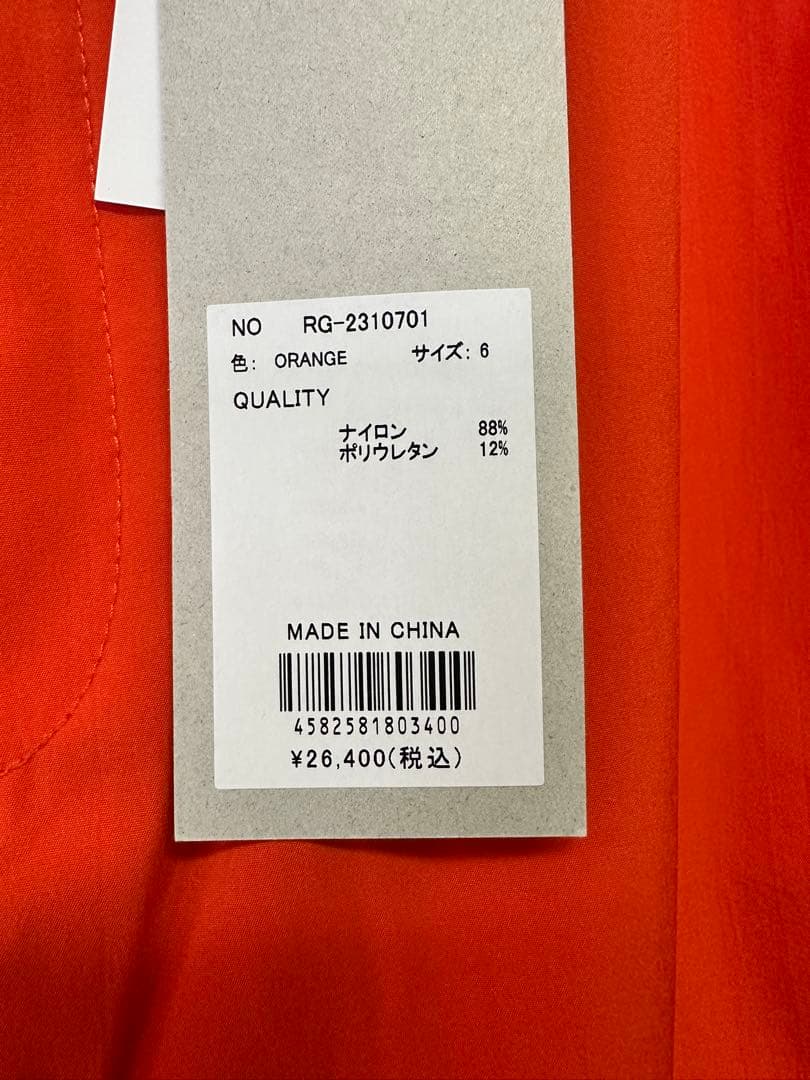 NO RG-2310701
色: ORANGE サイズ: 6
QUALITY
ナイロン 88%
ポリウレタン 12%
MADE IN CHINA
4582581803400
¥26,400(税込)